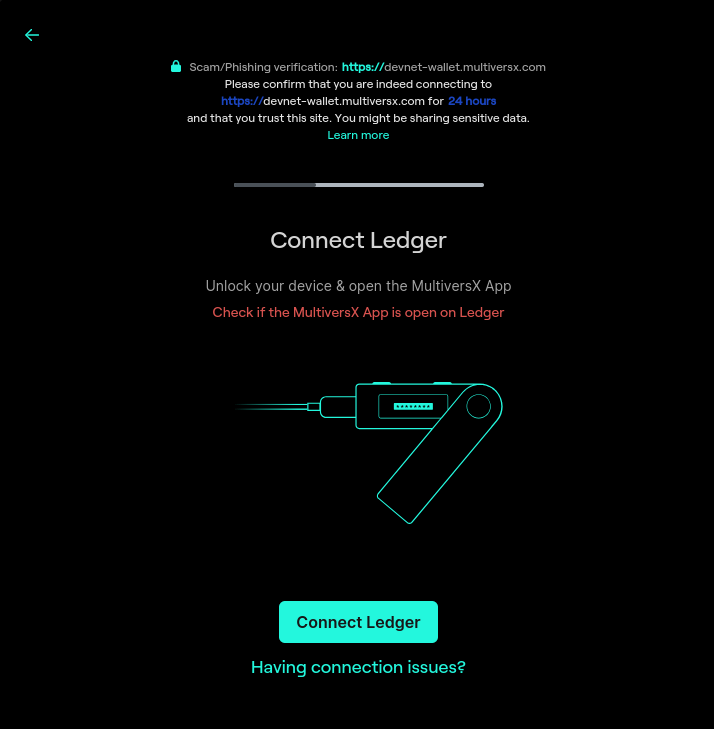 Scam/Phishing verification: https://devnet-wallet.multiversx.com
Please confirm that you are indeed connecting to
https://devnet-wallet.multiversx.com for 24 hours
and that you trust this site. You might be sharing sensitive data.
Learn more
Connect Ledger
Unlock your device & open the MultiversX App
Check if the MultiversX App is open on Ledger
********
Connect Ledger
Having connection issues?